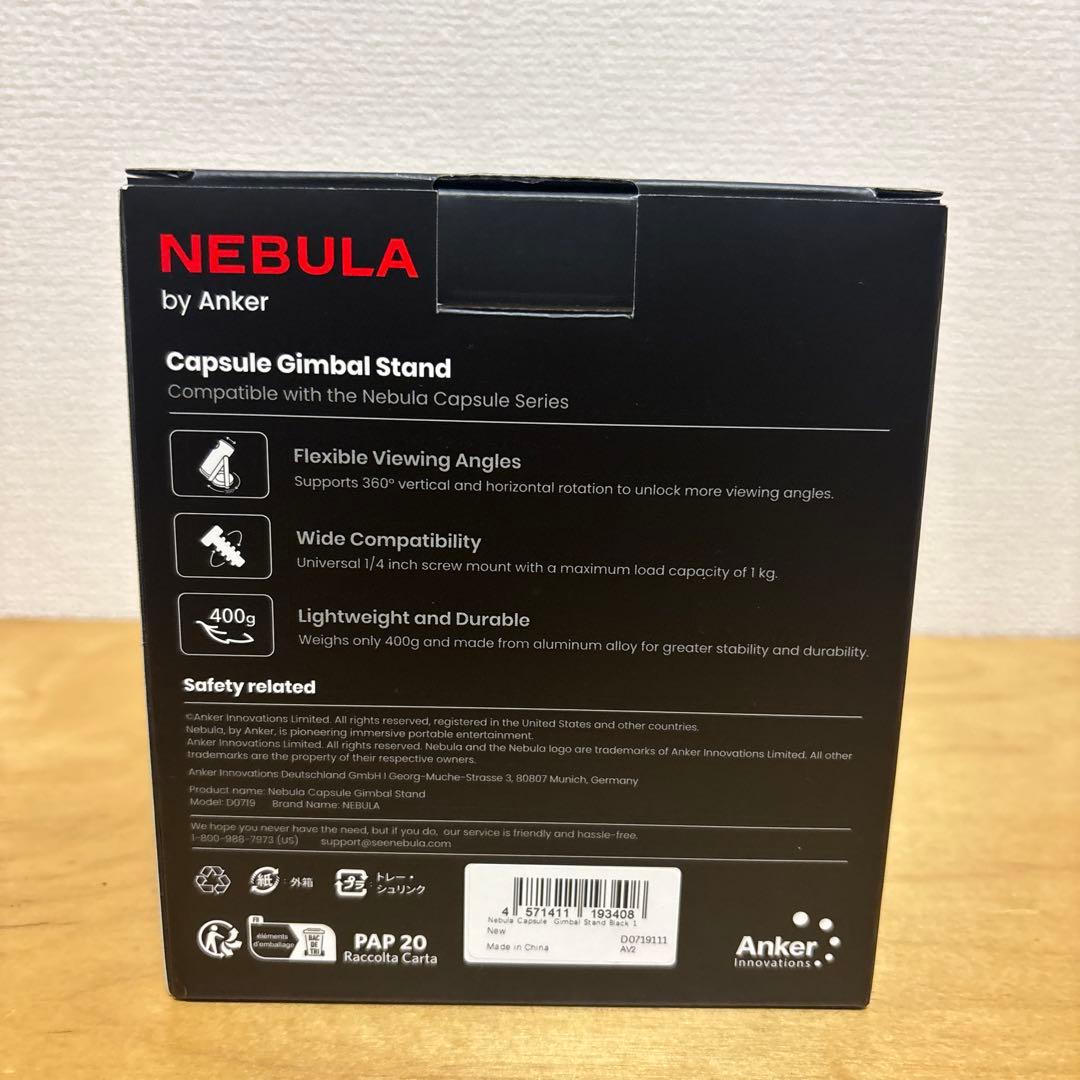 NEBULA
by Anker
Capsule Gimbal Stand
Compatible with the Nebula Capsule Series
Flexible Viewing Angles
Supports 360° vertical and horizontal rotation to unlock more viewing angles.
Wide Compatibility
Universal 1/4 inch screw mount with a maximum load capacity of 1 kg.
400g
Lightweight and Durable
Weighs only 400g and made from aluminum alloy for greater stability and durability.
Safety related
©Anker Innovations Limited. All rights reserved, registered in the United States and other countries.
Nebula, by Anker, is pioneering immersive portable entertainment.
Anker Innovations Limited. All rights reserved. Nebula and the Nebula logo are trademarks of Anker Innovations Limited. All other
trademarks are the property of their respective owners.
Anker Innovations Deutschland GmbH I Georg-Muche-Strasse 3, 80807 Munich, Germany
Product name: Nebula Capsule Gimbal Stand
Model: D0719 Brand Name: NEBULA
We hope you never have the need, but if you do, our service is friendly and hassle-free.
1-800-988-7973 (US) support@seenebula.com
紙 : 外箱
プラ : トレー・
シュリンク
FR
éléments
d'emballage
BAC
DE
TRI
PAP 20
Raccolta Carta
4 571411 193408
Nebula Capsule Gimbal Stand Black 1
New
D0719111
Made in China
AV2
Anker
Innovations